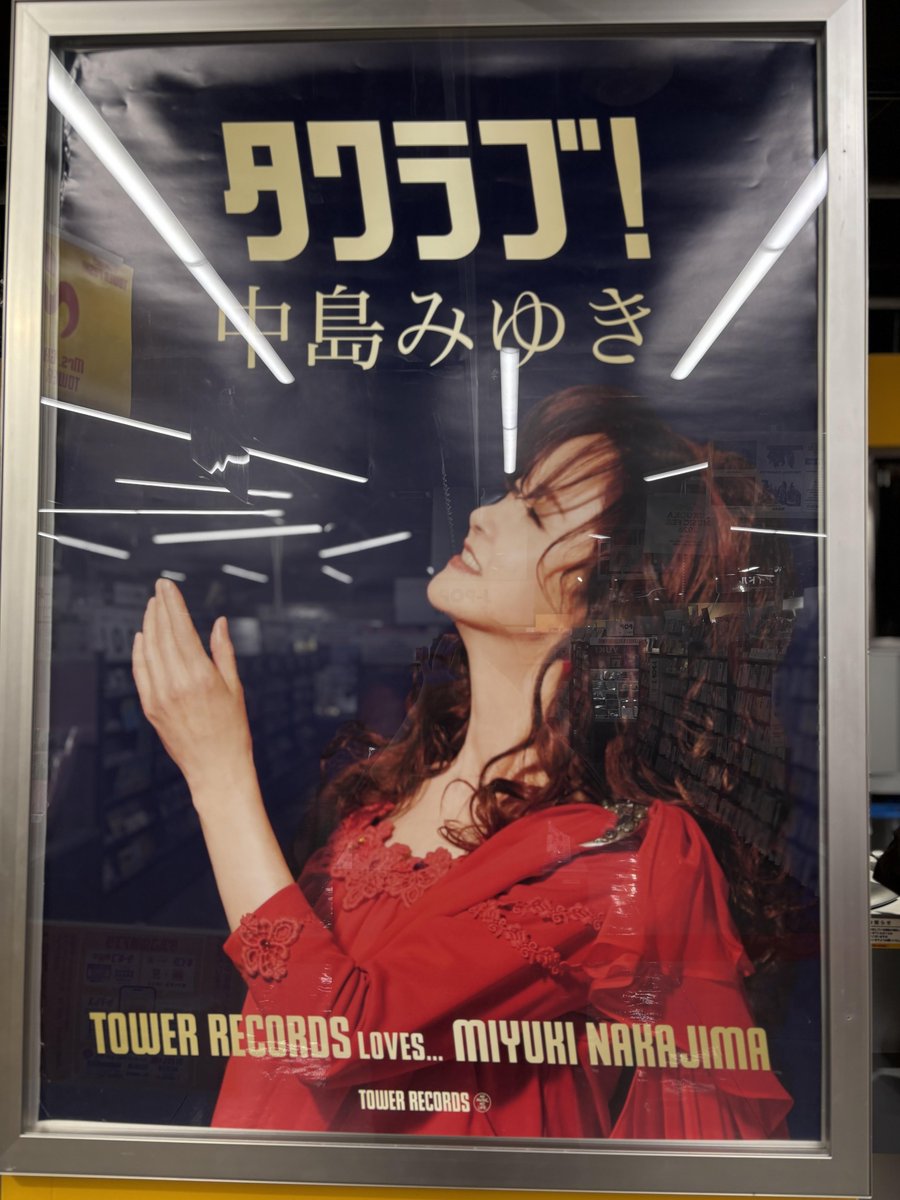 タワラブ!
中島みゆき
TOWER RECORDS LOVES... MIYUKI NAKAJIMA
TOWER RECORDS